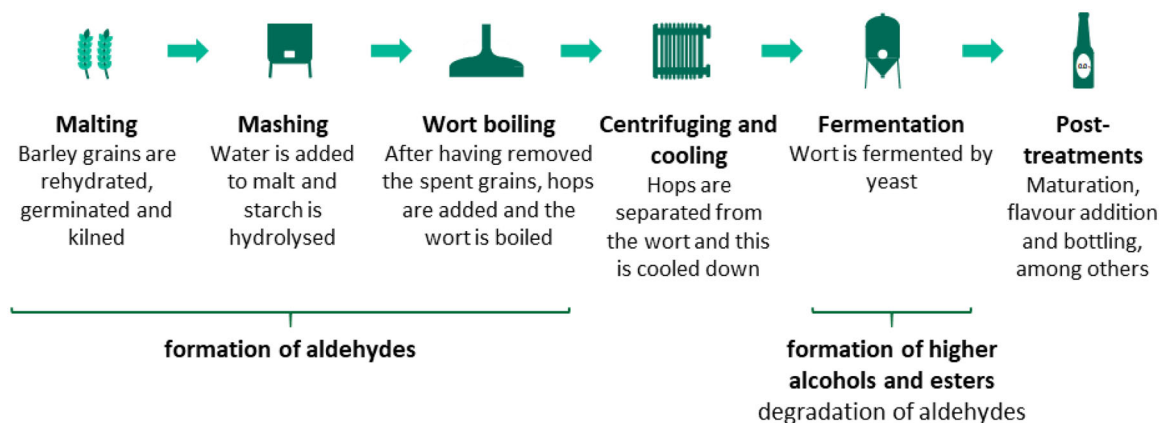 Malting
Barley grains are
rehydrated,
germinated and
kilned
Mashing
Water is added
to malt and
starch is
hydrolysed
Wort boiling
After having removed
the spent grains, hops
are added and the
wort is boiled
Centrifuging and
cooling
Hops are
separated from
the wort and this
is cooled down
Fermentation
Wort is fermented by
yeast
0.0
Post-
treatments
Maturation,
flavour addition
and bottling,
among others
formation of aldehydes
formation of higher
alcohols and esters
degradation of aldehydes